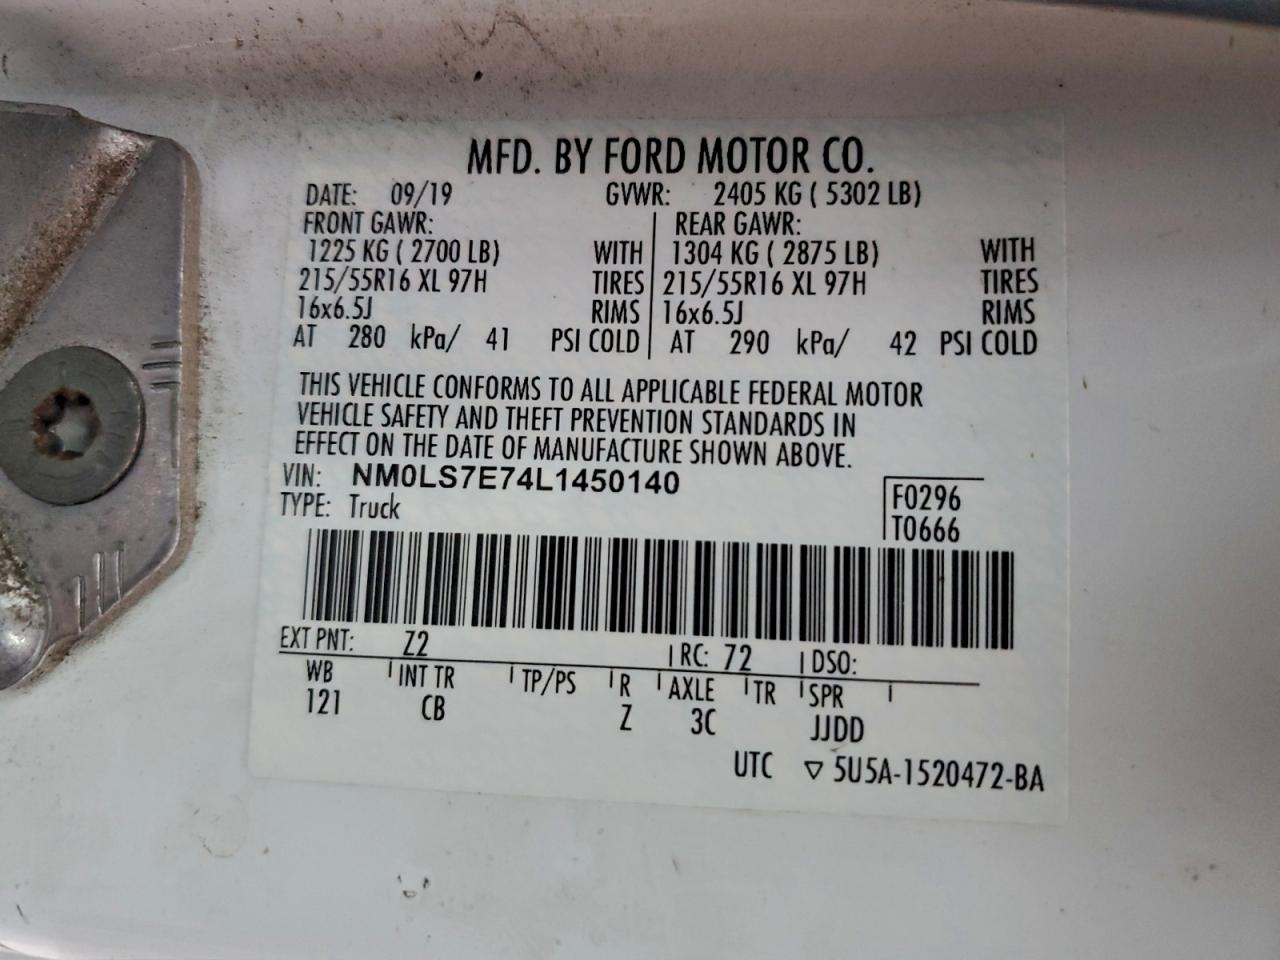 MFD. BY FORD MOTOR CO.
DATE: 09/19 GVWR: 2405 KG ( 5302 LB)
FRONT GAWR: REAR GAWR:
1225 KG ( 2700 LB) WITH 1304 KG ( 2875 LB) WITH
215/55R16 XL 97H TIRES 215/55R16 XL 97H TIRES
16x6.5J RIMS 16x6.5J RIMS
AT 280 kPa/ 41 PSI COLD AT 290 kPa/ 42 PSI COLD
THIS VEHICLE CONFORMS TO ALL APPLICABLE FEDERAL MOTOR
VEHICLE SAFETY AND THEFT PREVENTION STANDARDS IN
EFFECT ON THE DATE OF MANUFACTURE SHOWN ABOVE.
VIN: NM0LS7E74L1450140
TYPE: Truck
F0296
T0666
EXT PNT: Z2 RC: 72 DSO:
WB INT TR TP/PS R AXLE TR SPR
121 CB Z 3C JJDD
UTC ▽ 5U5A-1520472-BA